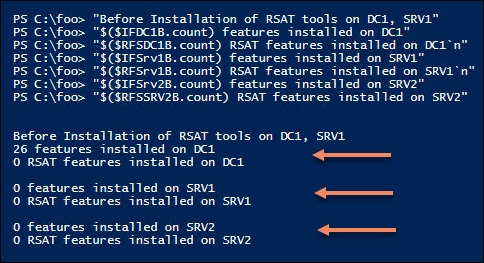 PS C:\foo> "Before Installation of RSAT tools on DC1, SRV1"
PS C:\foo> "$($IFDC1B.count) features installed on DC1"
PS C:\foo> "$($RFSDC1B.count) RSAT features installed on DC1`n"
PS C:\foo> "$($IFSrv1B.count) features installed on SRV1"
PS C:\foo> "$($RFSSrv1B.count) RSAT features installed on SRV1`n"
PS C:\foo> "$($IFSrv2B.count) features installed on SRV2"
PS C:\foo> "$($RFSSRV2B.count) RSAT features installed on SRV2"
Before Installation of RSAT tools on DC1, SRV1
26 features installed on DC1
0 RSAT features installed on DC1
0 features installed on SRV1
0 RSAT features installed on SRV1
0 features installed on SRV2
0 RSAT features installed on SRV2